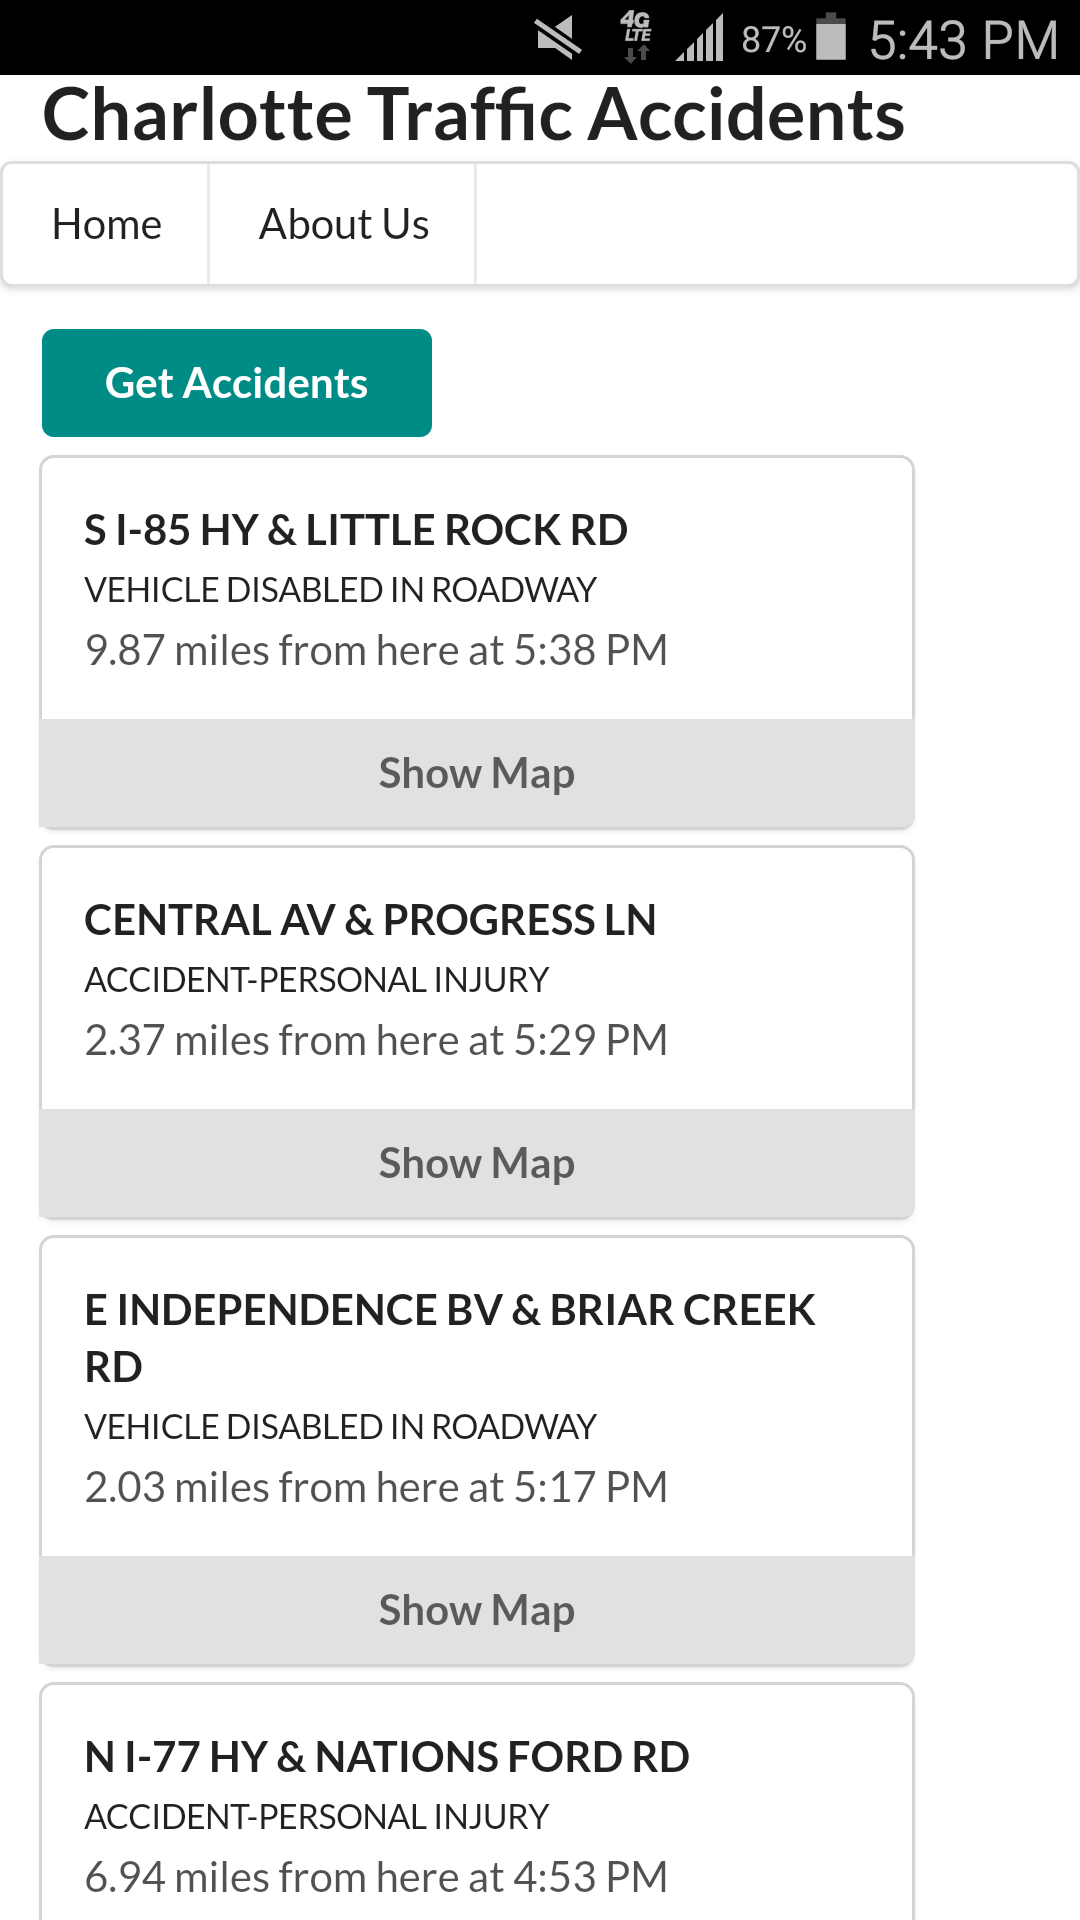 4G LTE 87% 5:43 PM
Charlotte Traffic Accidents
Home About Us
Get Accidents
S I-85 HY & LITTLE ROCK RD
VEHICLE DISABLED IN ROADWAY
9.87 miles from here at 5:38 PM
Show Map
CENTRAL AV & PROGRESS LN
ACCIDENT-PERSONAL INJURY
2.37 miles from here at 5:29 PM
Show Map
E INDEPENDENCE BV & BRIAR CREEK
RD
VEHICLE DISABLED IN ROADWAY
2.03 miles from here at 5:17 PM
Show Map
N I-77 HY & NATIONS FORD RD
ACCIDENT-PERSONAL INJURY
6.94 miles from here at 4:53 PM